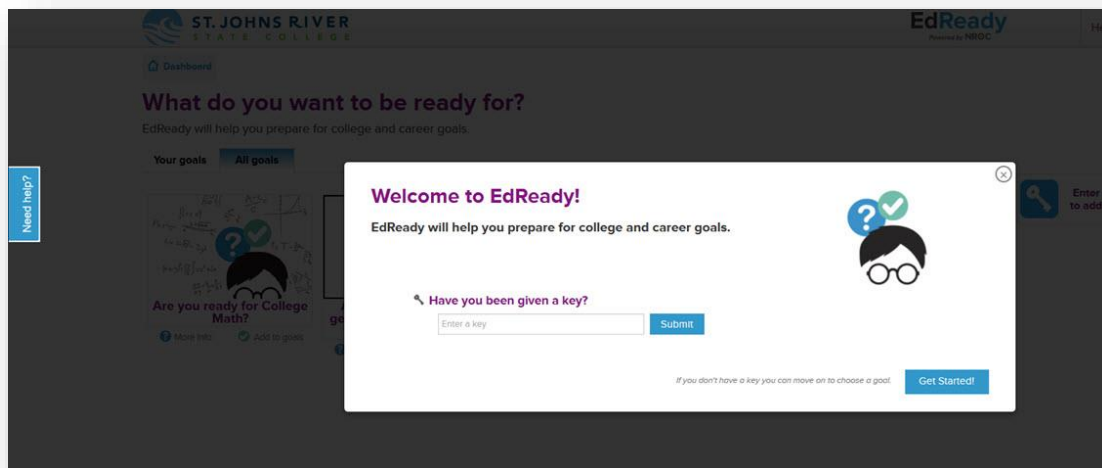 ST. JOHNS RIVER
STATE COLLEGE
EdReady
Powered by NROC
Dashboard
What do you want to be ready for?
EdReady will help you prepare for college and career goals.
Your goals
All goals
Need help?
Are you ready for College
Math?
More info
Add to goals
Enter
to add
Welcome to EdReady!
EdReady will help you prepare for college and career goals.
Have you been given a key?
Enter a key
Submit
If you don't have a key you can move on to choose a goal.
Get Started!